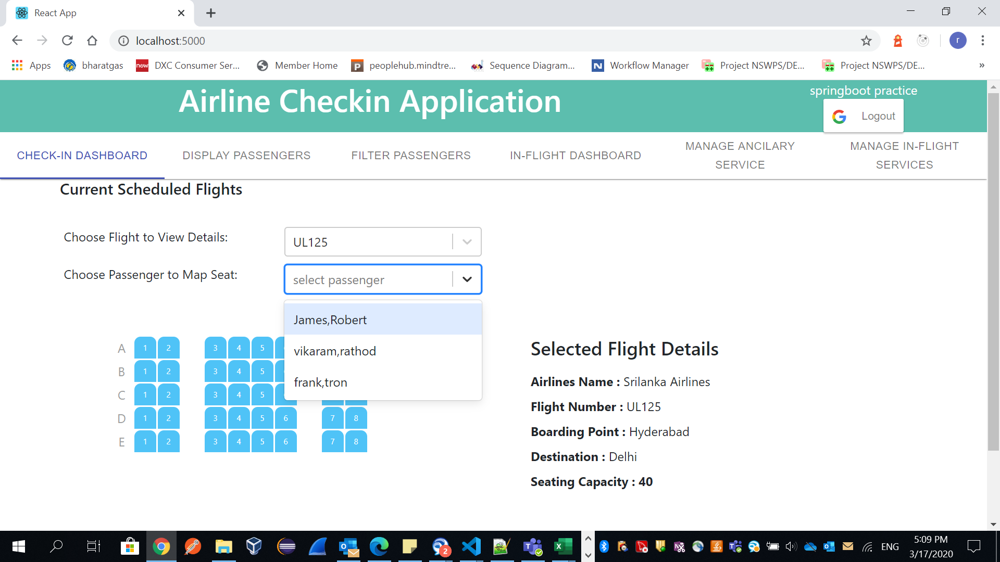 React App
localhost:5000
r
Apps
bharatgas
now
DXC Consumer Ser...
Member Home
P
peoplehub.mindtre...
Sequence Diagram...
N
Workflow Manager
Project NSWPS/DE...
Project NSWPS/DE...
»
Airline Checkin Application
springboot practice
Logout
CHECK-IN DASHBOARD
DISPLAY PASSENGERS
FILTER PASSENGERS
IN-FLIGHT DASHBOARD
MANAGE ANCILARY
SERVICE
MANAGE IN-FLIGHT
SERVICES
Current Scheduled Flights
Choose Flight to View Details:
UL125
Choose Passenger to Map Seat:
select passenger
James,Robert
vikaram,rathod
frank,tron
A 1 2 3 4 5
B 1 2 3 4 5
C 1 2 3 4 5
D 1 2 3 4 5 6 7 8
E 1 2 3 4 5 6 7 8
Selected Flight Details
Airlines Name : Srilanka Airlines
Flight Number : UL125
Boarding Point : Hyderabad
Destination : Delhi
Seating Capacity : 40
2
ENG
5:09 PM
3/17/2020